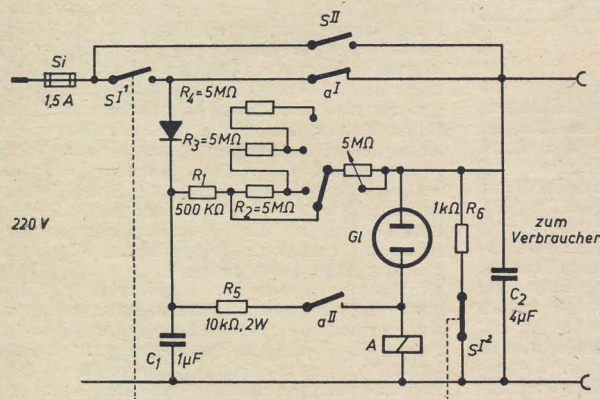 S^II
Si
1,5 A
S^I1
a^I
R4=5MΩ
R3=5MΩ
5MΩ
R1
500 KΩ
R2=5MΩ
1kΩ
R6
220 V
Gl
zum
Verbraucher
R5
10kΩ, 2W
a^II
C2
4µF
C1
1µF
A
S^I2